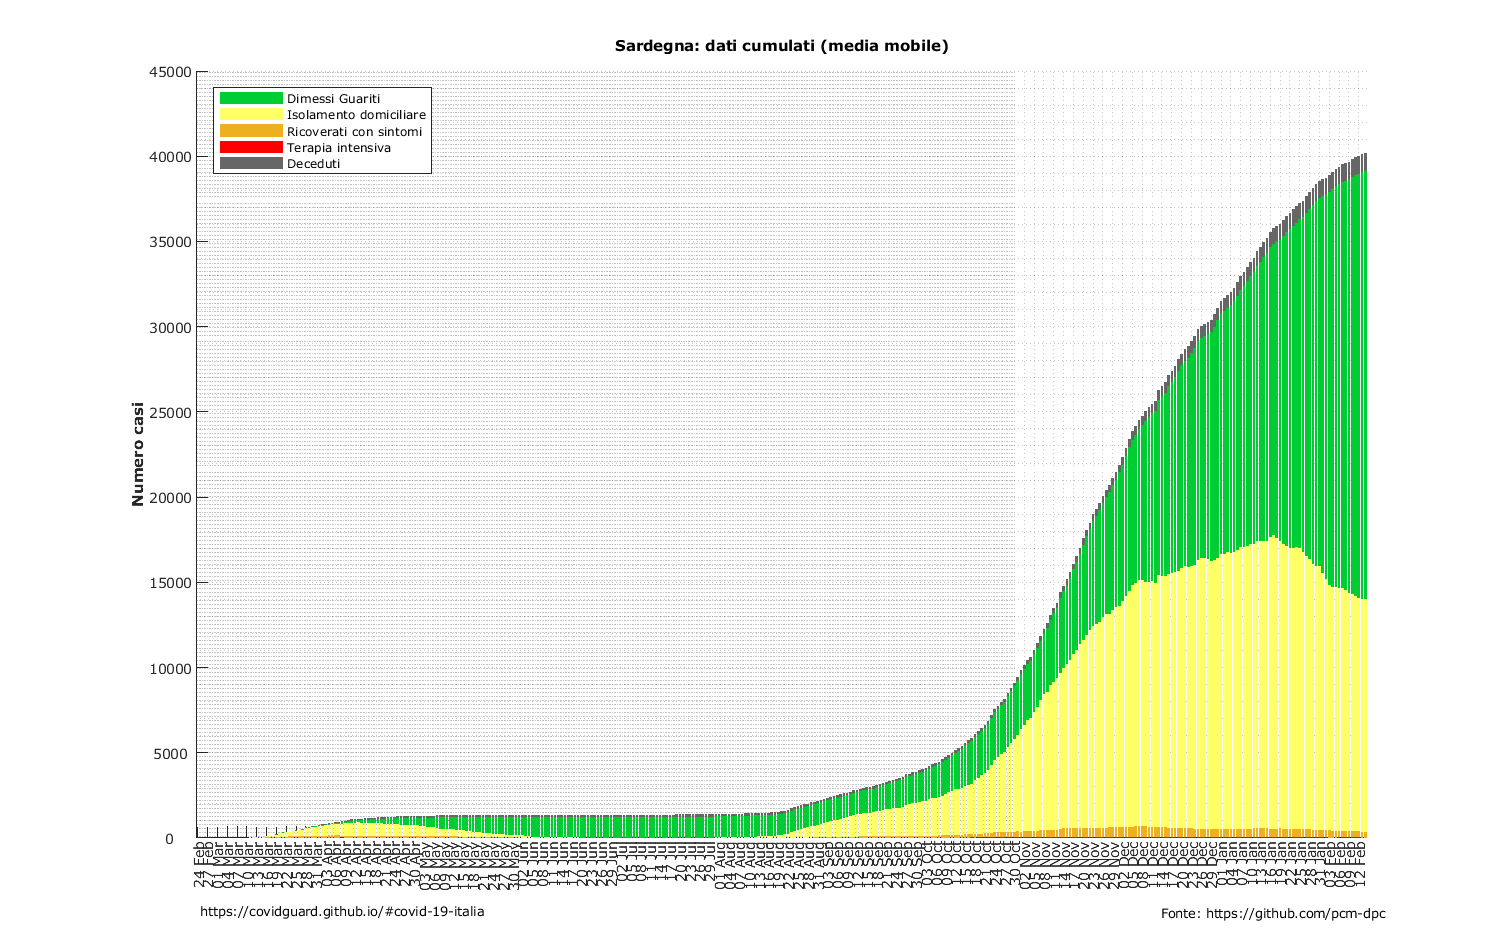 Sardegna: dati cumulati (media mobile)
45000
40000
35000
30000
25000
20000
15000
10000
5000
0
Numero casi
Dimessi Guariti
Isolamento domiciliare
Ricoverati con sintomi
Terapia intensiva
Deceduti
24 Feb
27 Feb
01 Mar
04 Mar
07 Mar
10 Mar
13 Mar
16 Mar
19 Mar
22 Mar
25 Mar
28 Mar
31 Mar
03 Apr
06 Apr
09 Apr
12 Apr
15 Apr
18 Apr
21 Apr
24 Apr
27 Apr
30 Apr
03 May
06 May
09 May
12 May
15 May
18 May
21 May
24 May
27 May
30 May
02 Jun
05 Jun
08 Jun
11 Jun
14 Jun
17 Jun
20 Jun
23 Jun
26 Jun
29 Jun
02 Jul
05 Jul
08 Jul
11 Jul
14 Jul
17 Jul
20 Jul
23 Jul
26 Jul
29 Jul
01 Aug
04 Aug
07 Aug
10 Aug
13 Aug
16 Aug
19 Aug
22 Aug
25 Aug
28 Aug
31 Aug
03 Sep
06 Sep
09 Sep
12 Sep
15 Sep
18 Sep
21 Sep
24 Sep
27 Sep
30 Sep
03 Oct
06 Oct
09 Oct
12 Oct
15 Oct
18 Oct
21 Oct
24 Oct
27 Oct
30 Oct
02 Nov
05 Nov
08 Nov
11 Nov
14 Nov
17 Nov
20 Nov
23 Nov
26 Nov
29 Nov
02 Dec
05 Dec
08 Dec
11 Dec
14 Dec
17 Dec
20 Dec
23 Dec
26 Dec
29 Dec
01 Jan
04 Jan
07 Jan
10 Jan
13 Jan
16 Jan
19 Jan
22 Jan
25 Jan
28 Jan
31 Jan
03 Feb
06 Feb
09 Feb
12 Feb
https://covidguard.github.io/#covid-19-italia
Fonte: https://github.com/pcm-dpc